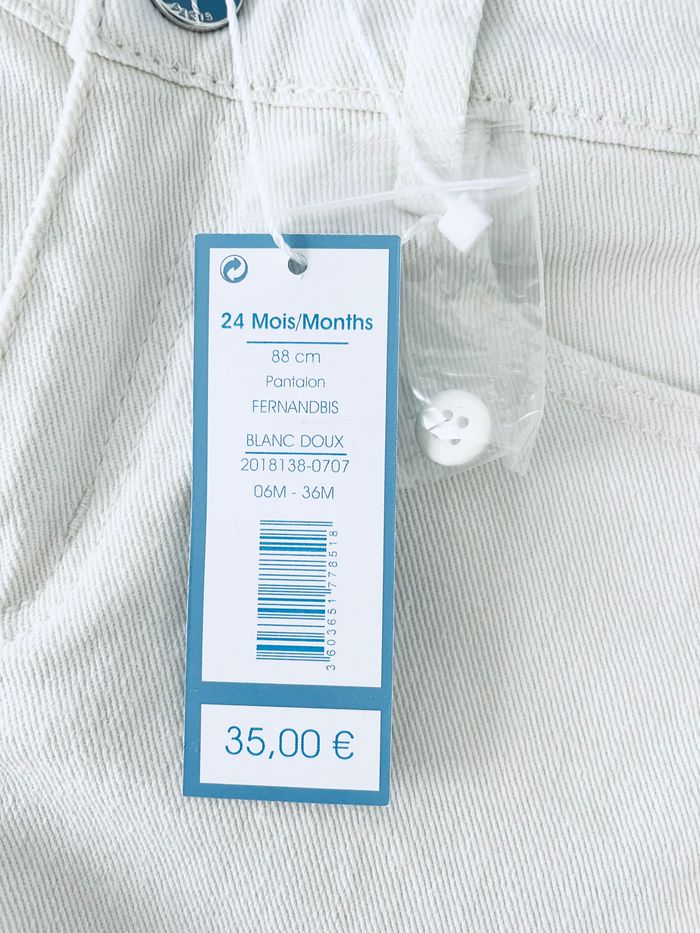 24 Mois/Months
88 cm
Pantalon
FERNANDBIS
BLANC DOUX
2018138-0707
06M - 36M
3603651778518
35,00 €